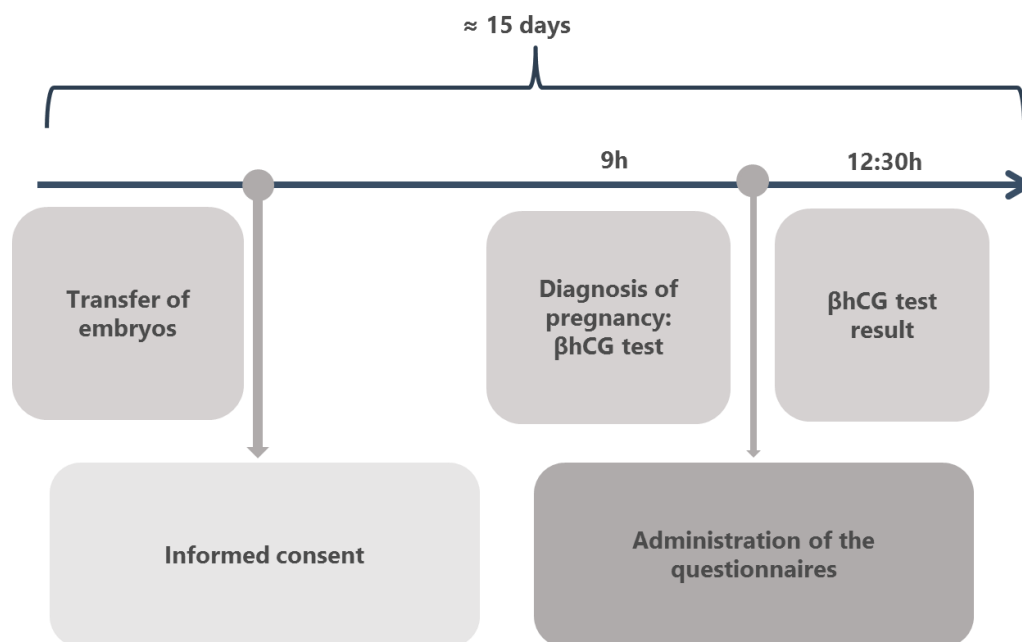 ≈ 15 days
9h
12:30h
Transfer of
embryos
Diagnosis of
pregnancy:
βhCG test
βhCG test
result
Informed consent
Administration of the
questionnaires